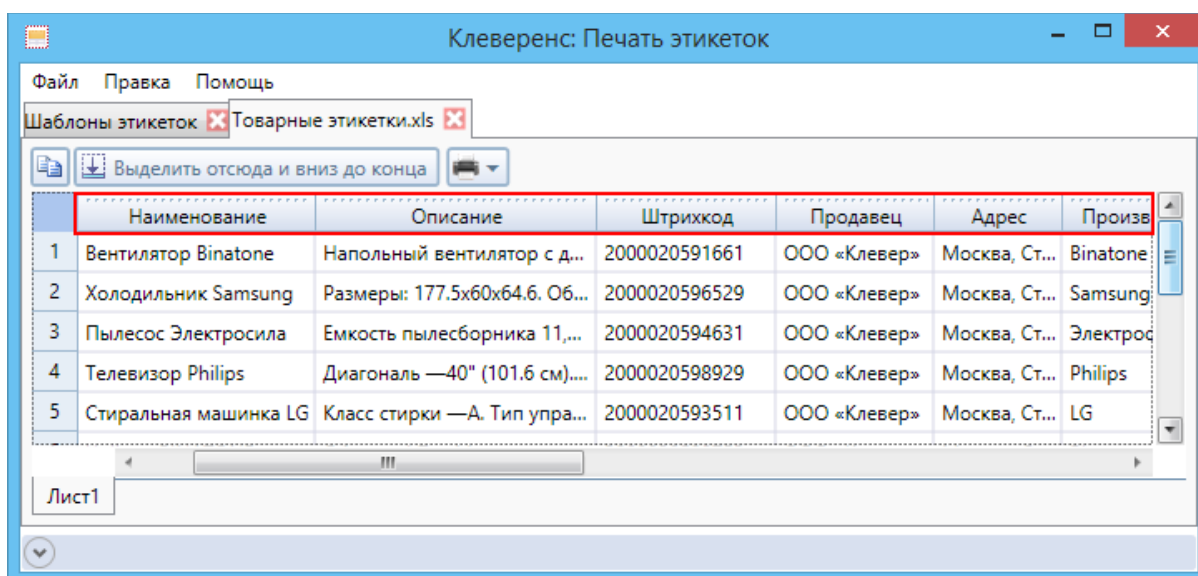 Клеверенс: Печать этикеток
Файл Правка Помощь
Шаблоны этикеток Товарные этикетки.xls
Выделить отсюда и вниз до конца
Наименование Описание Штрихкод Продавец Адрес Произв
1 Вентилятор Binatone Напольный вентилятор с д... 2000020591661 ООО «Клевер» Москва, Ст... Binatone
2 Холодильник Samsung Размеры: 177.5x60x64.6. Об... 2000020596529 ООО «Клевер» Москва, Ст... Samsung
3 Пылесос Электросила Емкость пылесборника 11,... 2000020594631 ООО «Клевер» Москва, Ст... Электрос
4 Телевизор Philips Диагональ —40" (101.6 см).... 2000020598929 ООО «Клевер» Москва, Ст... Philips
5 Стиральная машинка LG Класс стирки —А. Тип упра... 2000020593511 ООО «Клевер» Москва, Ст... LG
Лист1